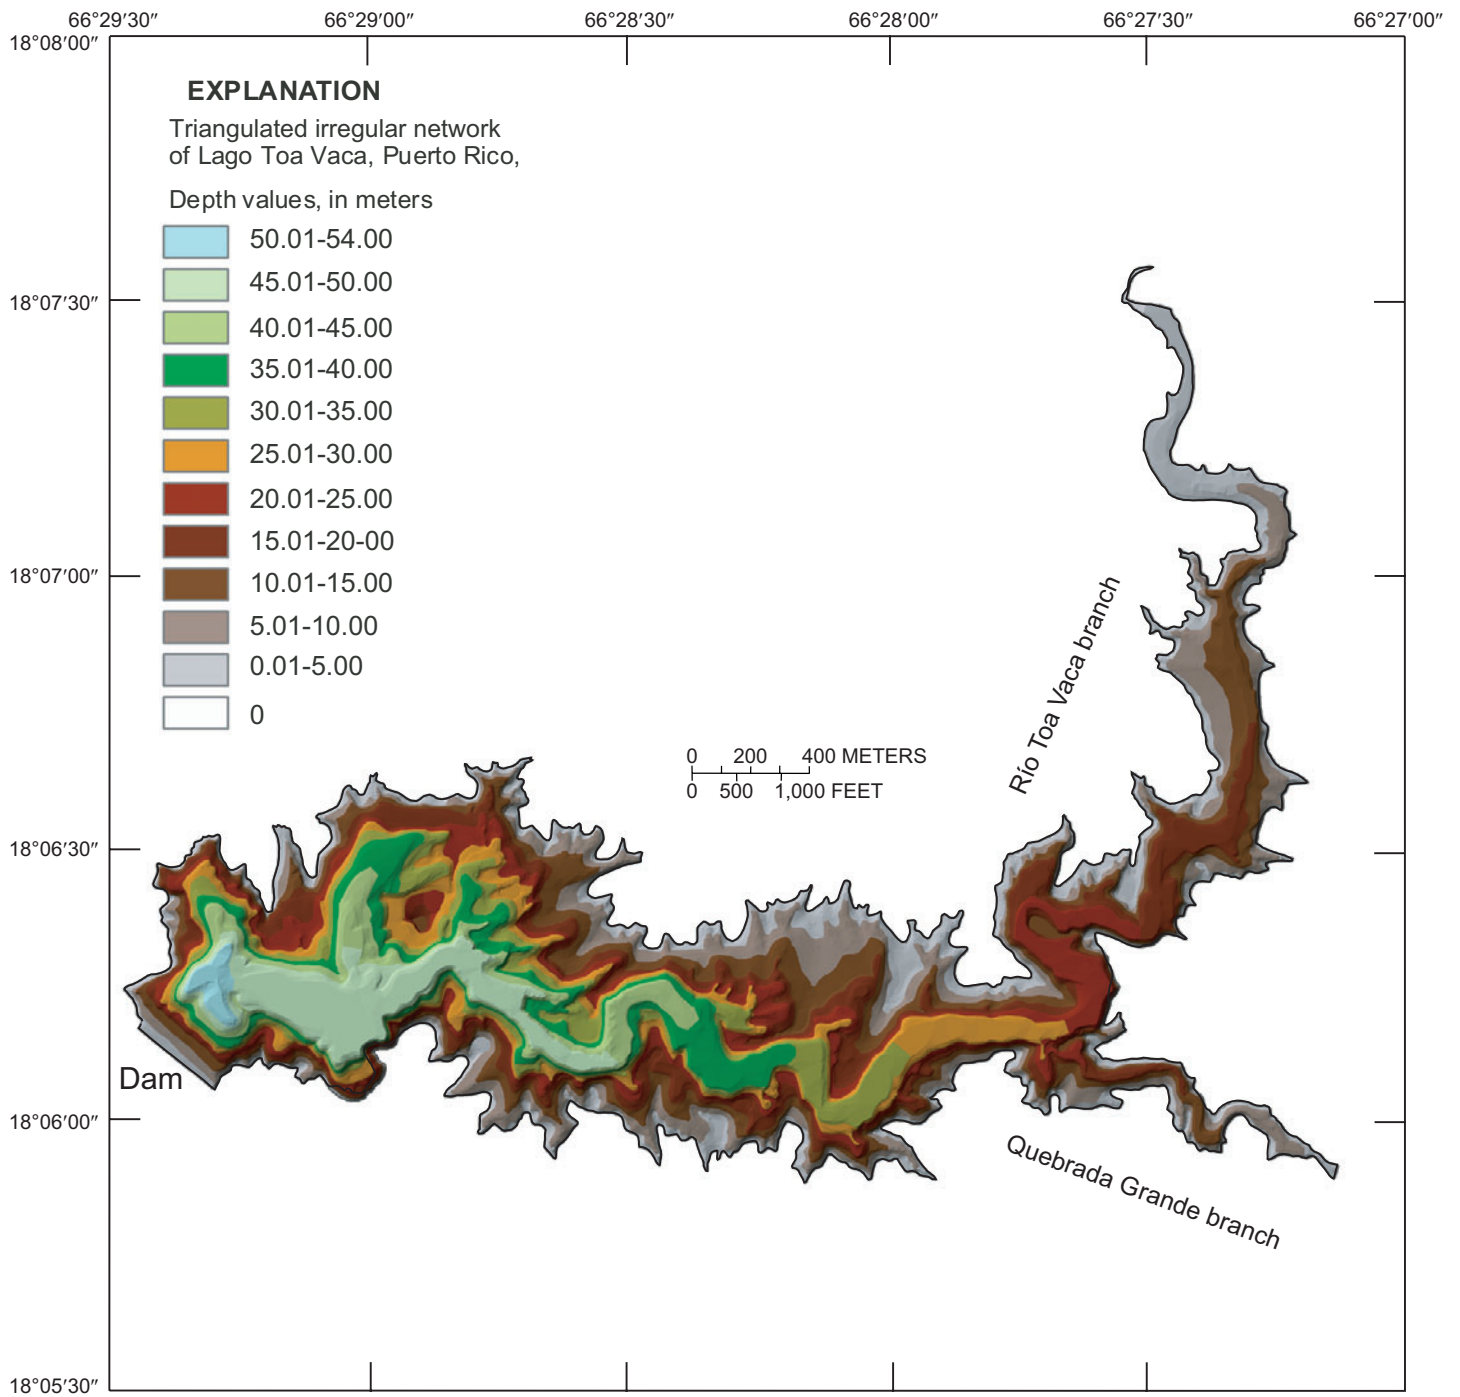 66°29′30″ 66°29′00″ 66°28′30″ 66°28′00″ 66°27′30″ 66°27′00″
18°08′00″
EXPLANATION
Triangulated irregular network
of Lago Toa Vaca, Puerto Rico,
Depth values, in meters
50.01-54.00
45.01-50.00
18°07′30″
40.01-45.00
35.01-40.00
30.01-35.00
25.01-30.00
20.01-25.00
15.01-20-00
18°07′00″
10.01-15.00
5.01-10.00
0.01-5.00
0
Río Toa Vaca branch
0 200 400 METERS
0 500 1,000 FEET
18°06′30″
Dam
18°06′00″
Quebrada Grande branch
18°05′30″